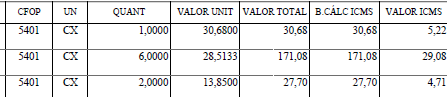 CFOP UN QUANT VALOR UNIT VALOR TOTAL B.CÁLC ICMS VALOR ICMS
5401 CX 1,0000 30,6800 30,68 30,68 5,22
5401 CX 6,0000 28,5133 171,08 171,08 29,08
5401 CX 2,0000 13,8500 27,70 27,70 4,71